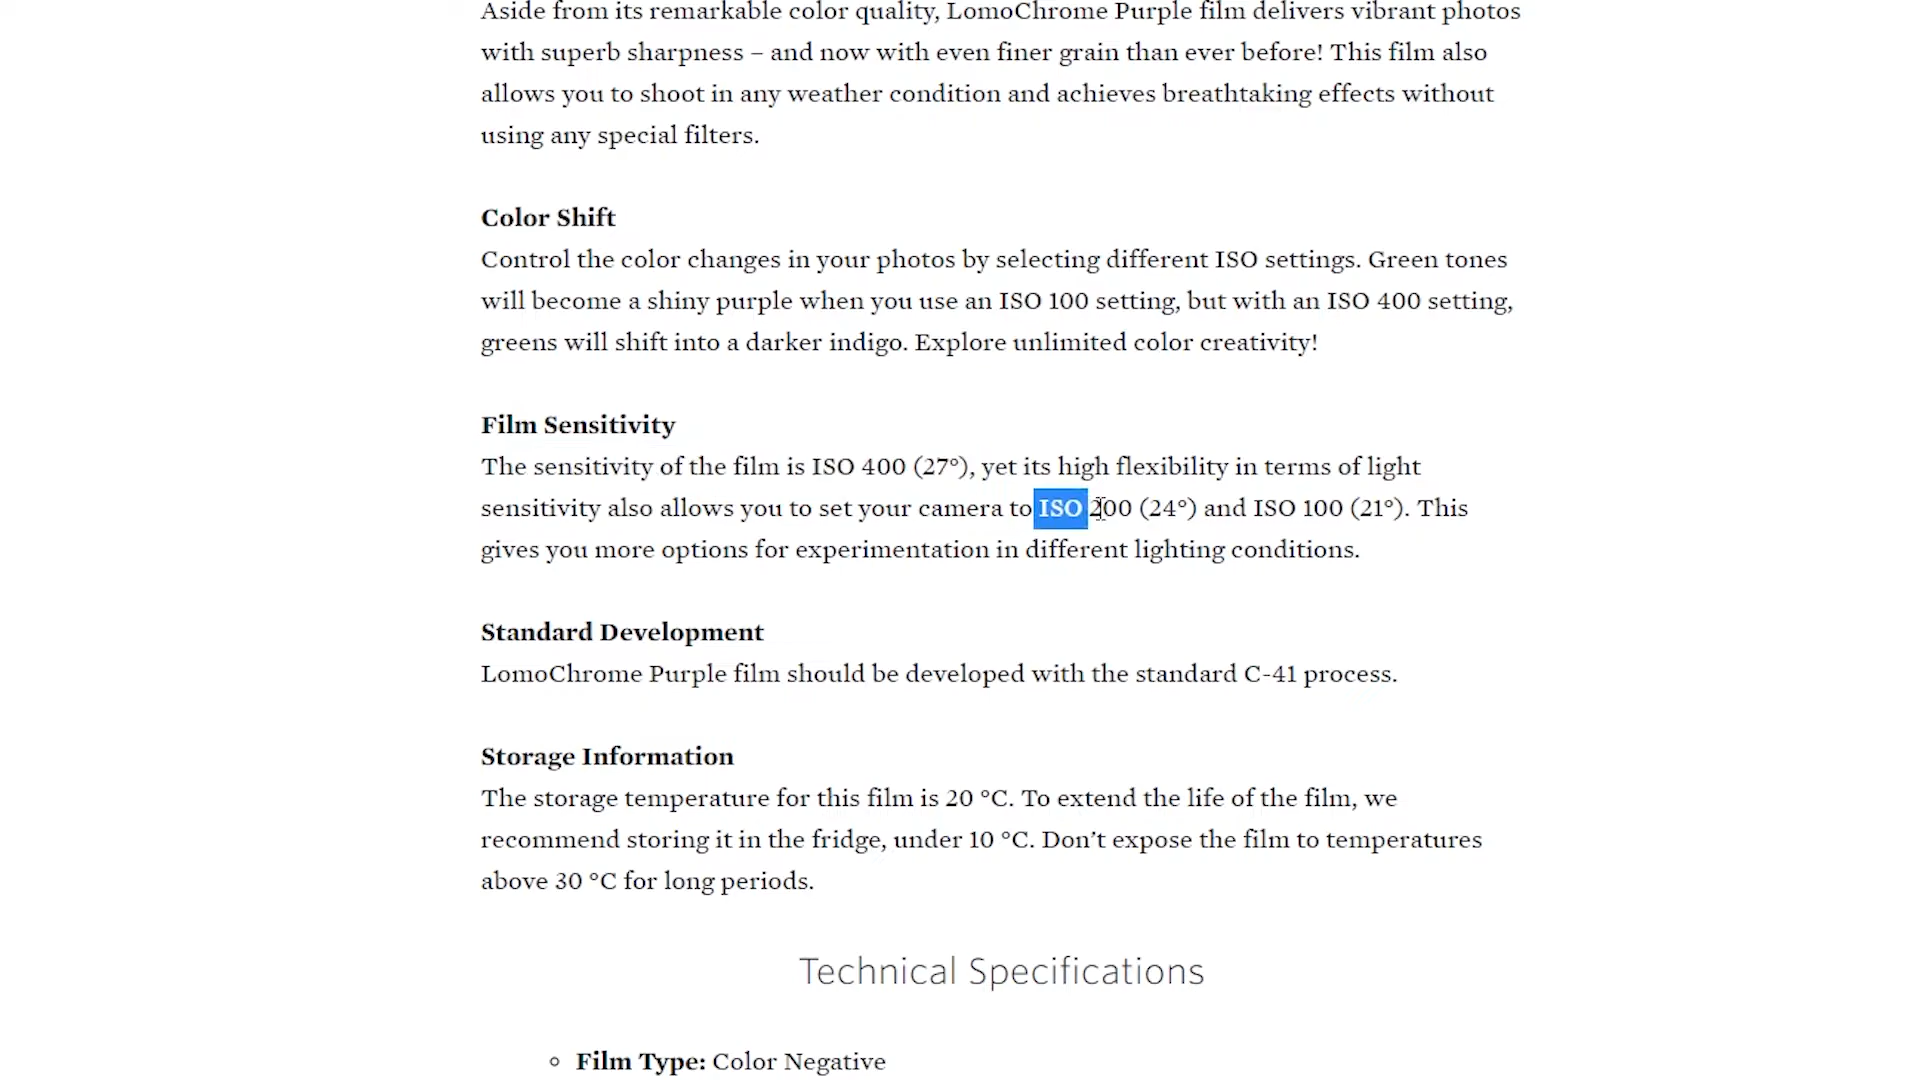 Aside from its remarkable color quality, LomoChrome Purple film delivers vibrant photos
with superb sharpness – and now with even finer grain than ever before! This film also
allows you to shoot in any weather condition and achieves breathtaking effects without
using any special filters.
Color Shift
Control the color changes in your photos by selecting different ISO settings. Green tones
will become a shiny purple when you use an ISO 100 setting, but with an ISO 400 setting,
greens will shift into a darker indigo. Explore unlimited color creativity!
Film Sensitivity
The sensitivity of the film is ISO 400 (27°), yet its high flexibility in terms of light
sensitivity also allows you to set your camera to ISO 200 (24°) and ISO 100 (21°). This
gives you more options for experimentation in different lighting conditions.
Standard Development
LomoChrome Purple film should be developed with the standard C-41 process.
Storage Information
The storage temperature for this film is 20 °C. To extend the life of the film, we
recommend storing it in the fridge, under 10 °C. Don’t expose the film to temperatures
above 30 °C for long periods.
Technical Specifications
Film Type: Color Negative